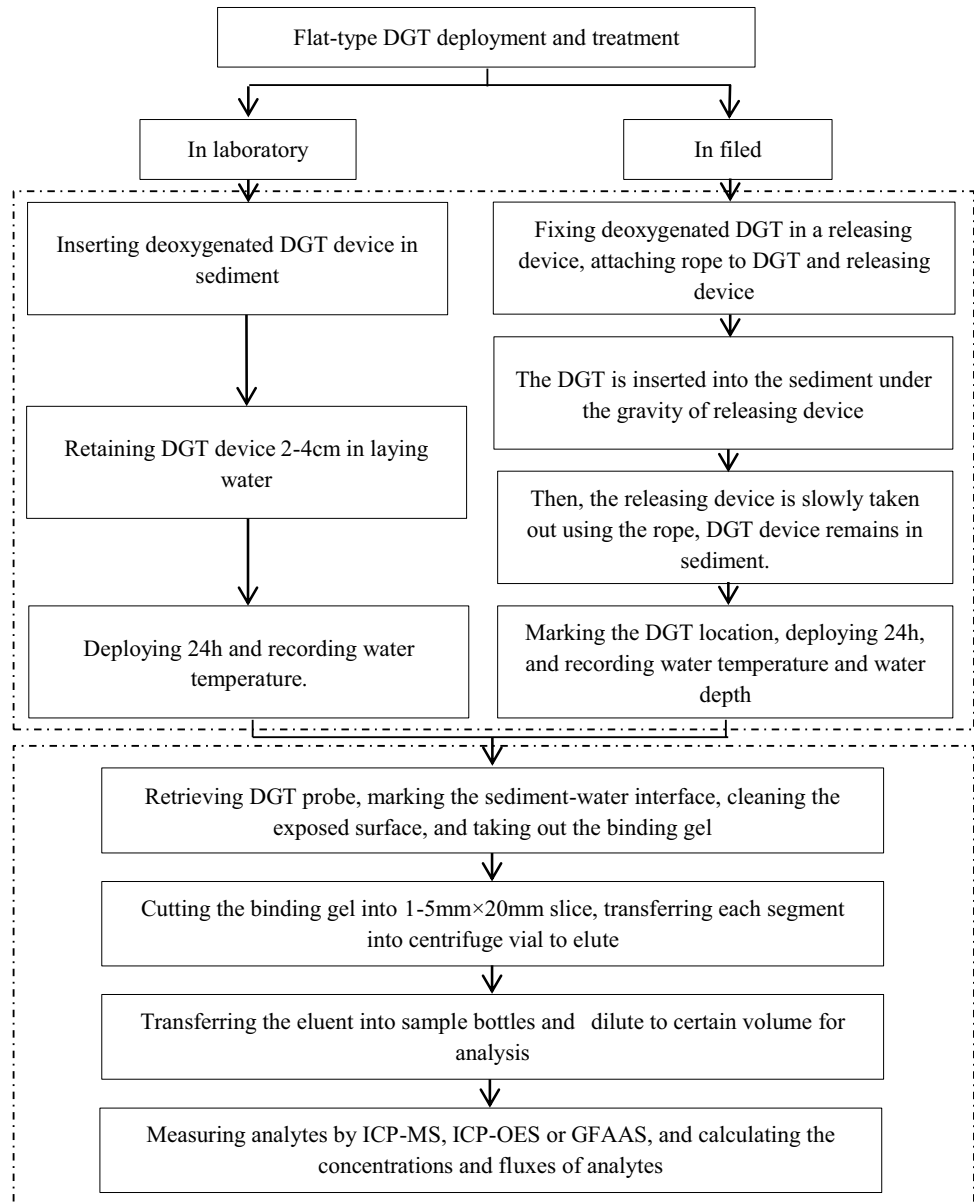 Flat-type DGT deployment and treatment
In laboratory
In filed
Inserting deoxygenated DGT device in
sediment
Retaining DGT device 2-4cm in laying
water
Deploying 24h and recording water
temperature.
Fixing deoxygenated DGT in a releasing
device, attaching rope to DGT and releasing
device
The DGT is inserted into the sediment under
the gravity of releasing device
Then, the releasing device is slowly taken
out using the rope, DGT device remains in
sediment.
Marking the DGT location, deploying 24h,
and recording water temperature and water
depth
Retrieving DGT probe, marking the sediment-water interface, cleaning the
exposed surface, and taking out the binding gel
Cutting the binding gel into 1-5mm×20mm slice, transferring each segment
into centrifuge vial to elute
Transferring the eluent into sample bottles and dilute to certain volume for
analysis
Measuring analytes by ICP-MS, ICP-OES or GFAAS, and calculating the
concentrations and fluxes of analytes